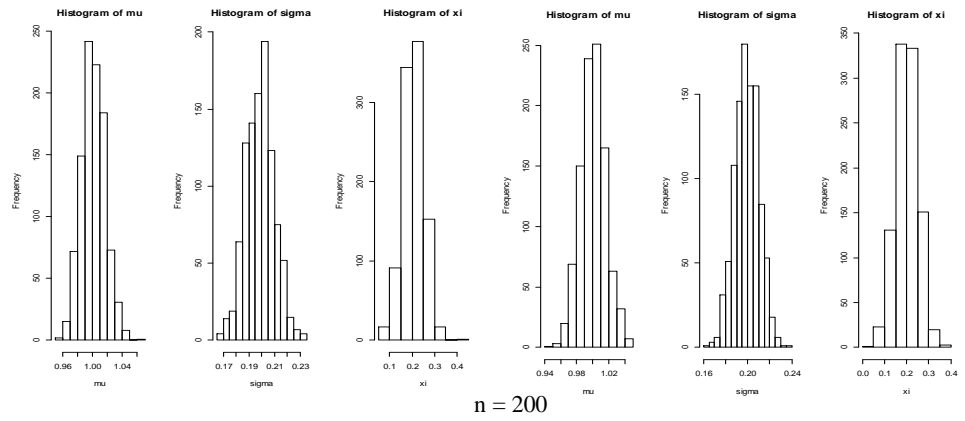 Histogram of mu
Frequency
0
50
100
150
200
250
0.96
1.00
1.04
mu
Histogram of sigma
Frequency
0
50
100
150
200
0.17
0.19
0.21
0.23
sigma
Histogram of xi
Frequency
0
100
200
300
0.1
0.2
0.3
0.4
xi
Histogram of mu
Frequency
0
50
100
150
200
250
0.94
0.98
1.02
mu
Histogram of sigma
Frequency
0
50
100
150
0.16
0.20
0.24
sigma
Histogram of xi
Frequency
0
50
100
150
200
250
300
350
0.0
0.1
0.2
0.3
0.4
xi
n = 200